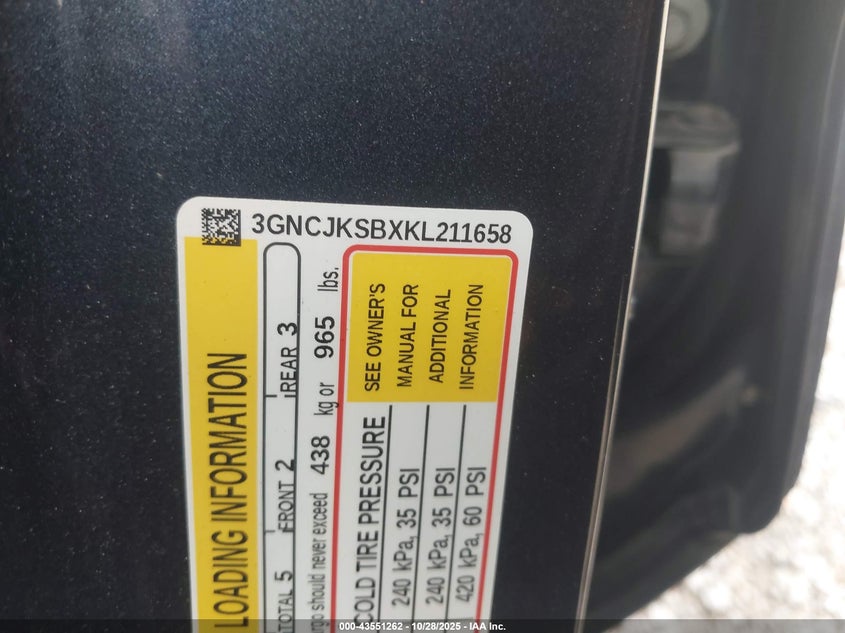 3GNCJKSBXKL211658
LOADING INFORMATION
TOTAL 5 FRONT 2 REAR 3
should never exceed 438 kg or 965 lbs.
COLD TIRE PRESSURE
240 kPa, 35 PSI
240 kPa, 35 PSI
420 kPa, 60 PSI
SEE OWNER'S
MANUAL FOR
ADDITIONAL
INFORMATION
000-43551262 - 10/28/2025 - IAA Inc.